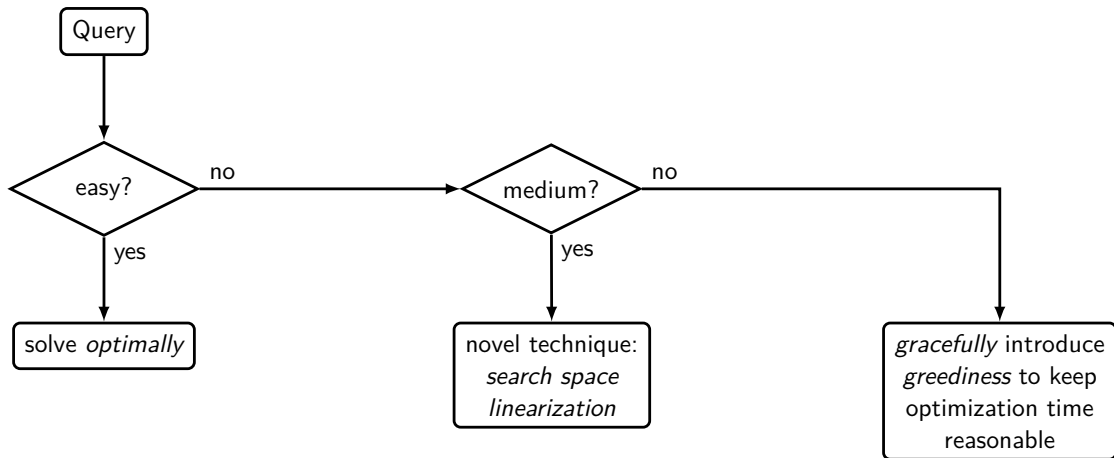 Query
easy?
no
medium?
no
yes
yes
solve optimally
novel technique:
search space
linearization
gracefully introduce
greediness to keep
optimization time
reasonable